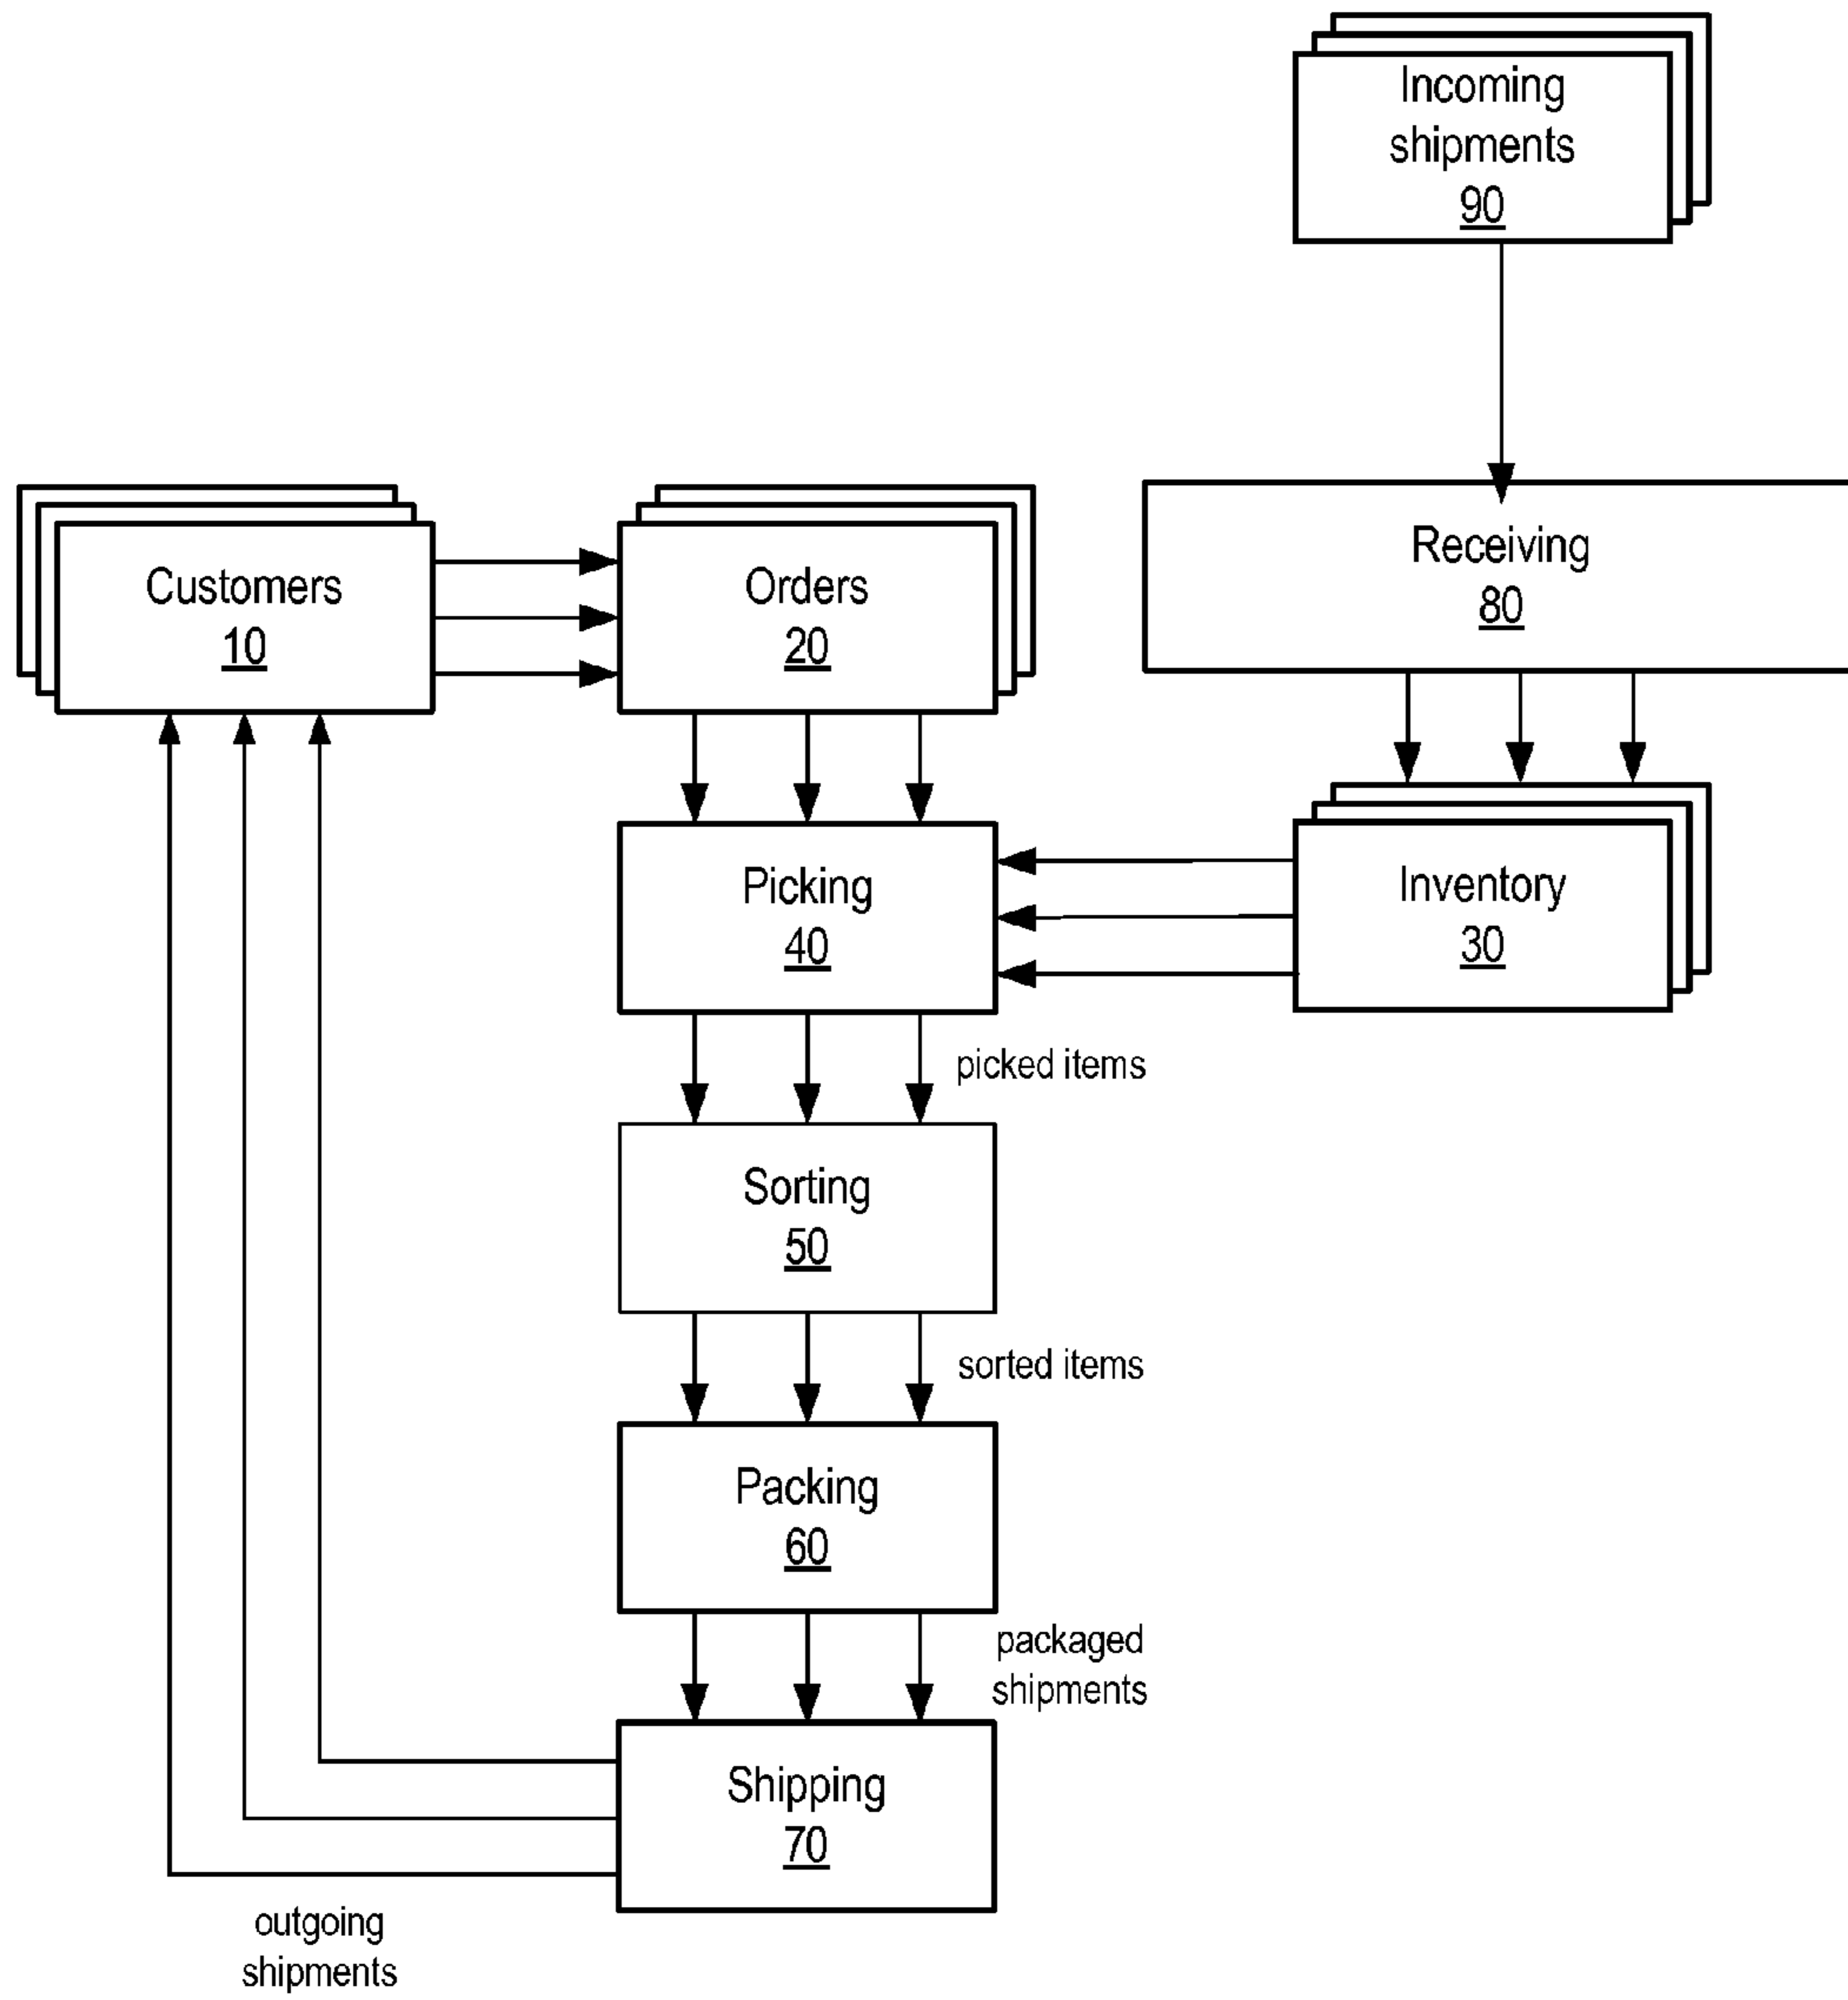 Incoming
shipments
90
Customers
10
Orders
20
Receiving
80
Picking
40
Inventory
30
picked items
Sorting
50
sorted items
Packing
60
packaged
shipments
Shipping
70
outgoing
shipments